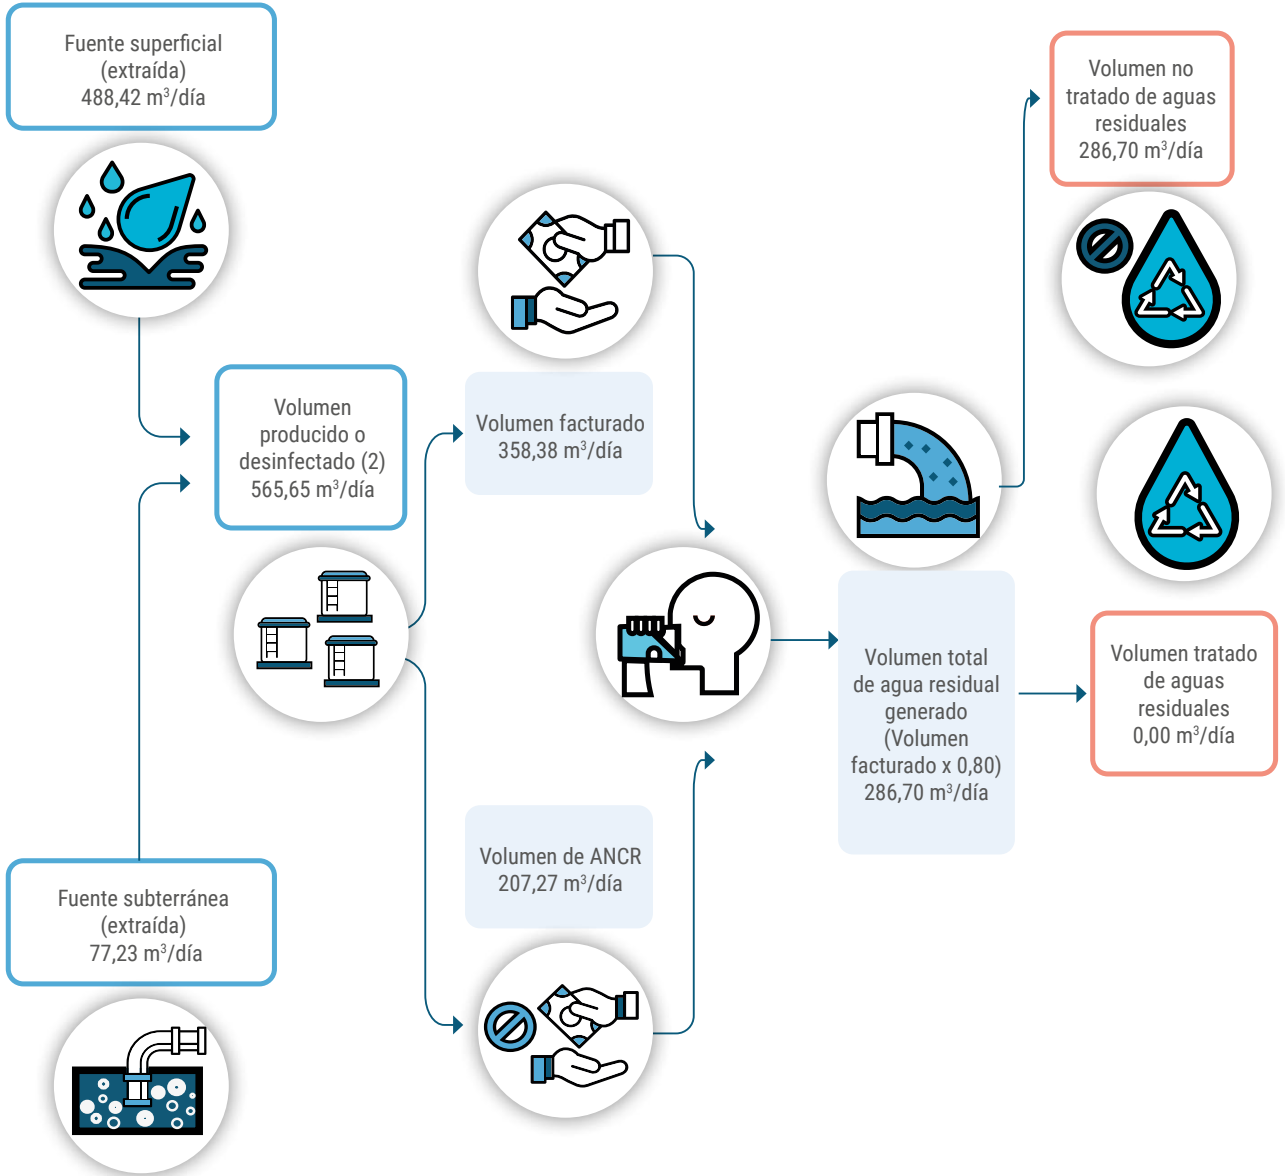 Fuente superficial
(extraída)
488,42 m³/día
Volumen no
tratado de aguas
residuales
286,70 m³/día
Volumen
producido o
desinfectado (2)
565,65 m³/día
Volumen facturado
358,38 m³/día
Volumen total
de agua residual
generado
(Volumen
facturado x 0,80)
286,70 m³/día
Volumen tratado
de aguas
residuales
0,00 m³/día
Volumen de ANCR
207,27 m³/día
Fuente subterránea
(extraída)
77,23 m³/día